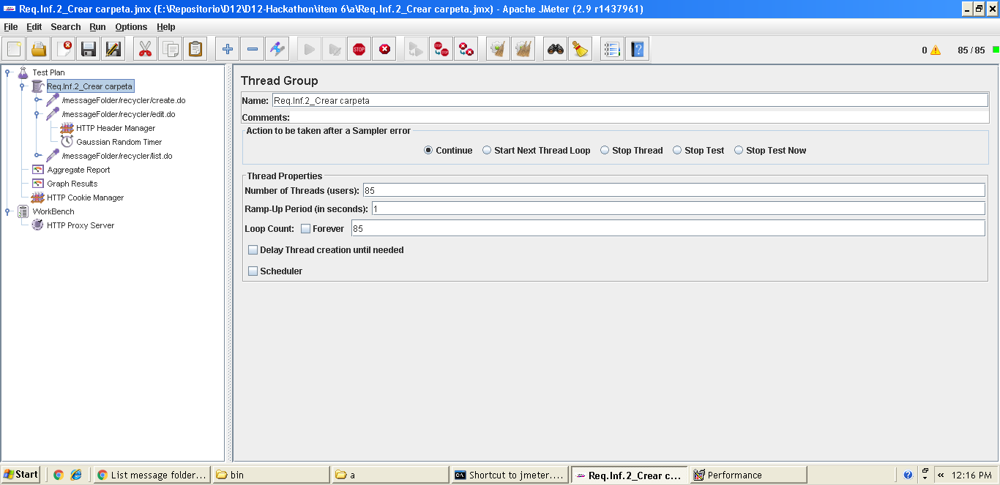 Req.Inf.2_Crear carpeta.jmx (E:\Repositorio\D12\D12-Hackathon\item 6\a\Req.Inf.2_Crear carpeta.jmx) - Apache JMeter (2.9 r1437961)
File Edit Search Run Options Help
STOP
0 85 / 85
Test Plan
Req.Inf.2_Crear carpeta
/messageFolder/recycler/create.do
/messageFolder/recycler/edit.do
HTTP Header Manager
Gaussian Random Timer
/messageFolder/recycler/list.do
Aggregate Report
Graph Results
HTTP Cookie Manager
WorkBench
HTTP Proxy Server
Thread Group
Name: Req.Inf.2_Crear carpeta
Comments:
Action to be taken after a Sampler error
Continue Start Next Thread Loop Stop Thread Stop Test Stop Test Now
Thread Properties
Number of Threads (users): 85
Ramp-Up Period (in seconds): 1
Loop Count: Forever 85
Delay Thread creation until needed
Scheduler
Start List message folder... bin a Shortcut to jmeter.... Req.Inf.2_Crear c... Performance « 12:16 PM